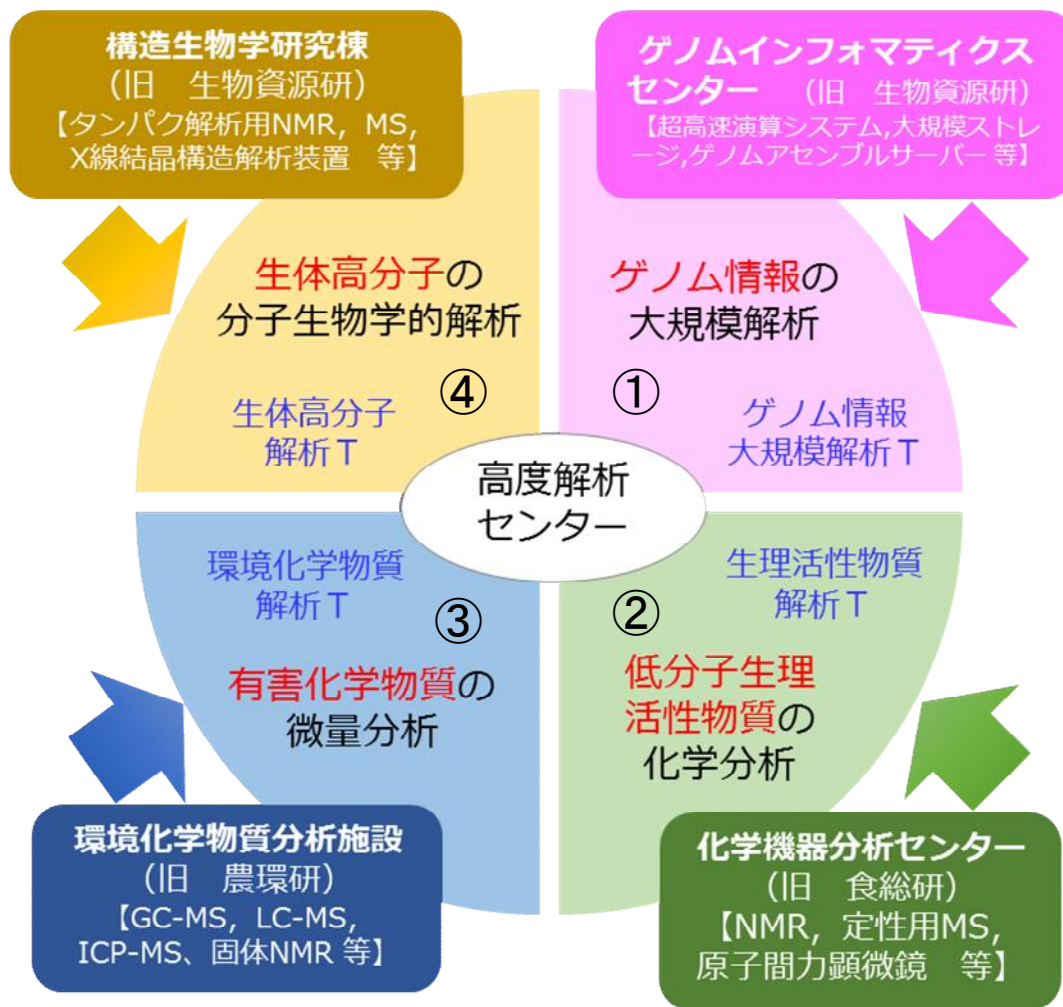 構造生物学研究棟
(旧　生物資源研)
【タンパク解析用NMR，MS，
X線結晶構造解析装置　等】
ゲノムインフォマティクス
センター　(旧　生物資源研)
【超高速演算システム,大規模ストレ
ージ,ゲノムアセンブルサーバー 等】
生体高分子の
分子生物学的解析
④
生体高分子
解析T
ゲノム情報の
大規模解析
①
ゲノム情報
大規模解析T
高度解析
センター
環境化学物質
解析T
③
有害化学物質の
微量分析
生理活性物質
解析T
②
低分子生理
活性物質の
化学分析
環境化学物質分析施設
(旧　農環研)
【GC-MS，LC-MS，
ICP-MS、固体NMR 等】
化学機器分析センター
(旧　食総研)
【NMR，定性用MS，
原子間力顕微鏡　等】